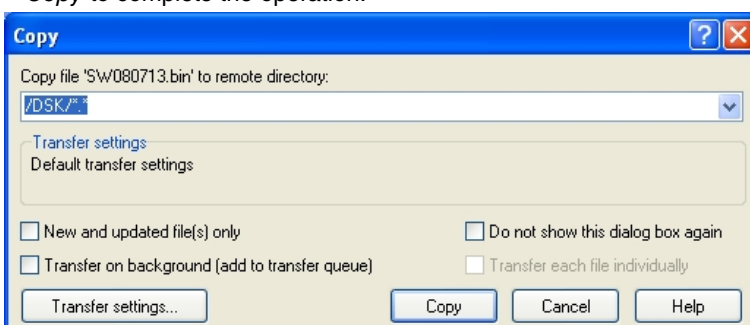 Copy to complete the operation.
Copy
Copy file 'SW080713.bin' to remote directory:
/DSK/*.*
Transfer settings
Default transfer settings
New and updated file(s) only
Do not show this dialog box again
Transfer on background (add to transfer queue)
Transfer each file individually
Transfer settings...
Copy
Cancel
Help